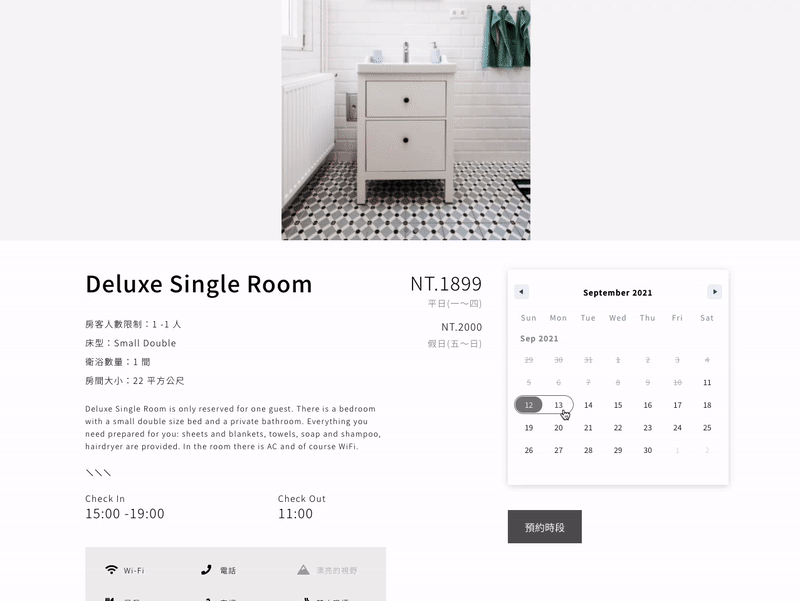 Deluxe Single Room
房客人數限制：1 -1 人
床型：Small Double
衛浴數量：1 間
房間大小：22 平方公尺
Deluxe Single Room is only reserved for one guest. There is a bedroom
with a small double size bed and a private bathroom. Everything you
need prepared for you: sheets and blankets, towels, soap and shampoo,
hairdryer are provided. In the room there is AC and of course WiFi.
Check In
15:00 -19:00
Check Out
11:00
Wi-Fi
電話
漂亮的視野
NT.1899
平日(一～四)
NT.2000
假日(五～日)
September 2021
Sun Mon Tue Wed Thu Fri Sat
Sep 2021
29 30 31 1 2 3 4
5 6 7 8 9 10 11
12 13 14 15 16 17 18
19 20 21 22 23 24 25
26 27 28 29 30 1 2
預約時段